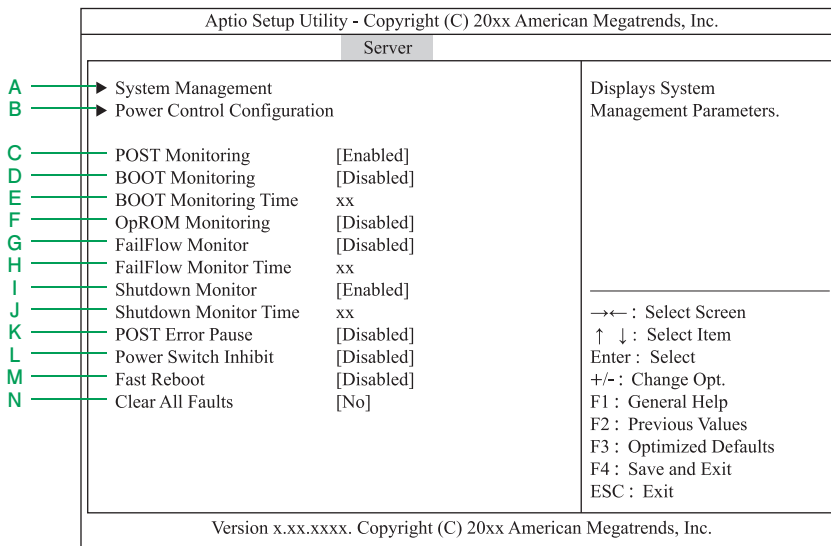 Aptio Setup Utility - Copyright (C) 20xx American Megatrends, Inc.
Server
A ▶ System Management
B ▶ Power Control Configuration
C POST Monitoring [Enabled]
D BOOT Monitoring [Disabled]
E BOOT Monitoring Time xx
F OpROM Monitoring [Disabled]
G FailFlow Monitor [Disabled]
H FailFlow Monitor Time xx
I Shutdown Monitor [Enabled]
J Shutdown Monitor Time xx
K POST Error Pause [Disabled]
L Power Switch Inhibit [Disabled]
M Fast Reboot [Disabled]
N Clear All Faults [No]
Displays System
Management Parameters.
→← : Select Screen
↑ ↓ : Select Item
Enter : Select
+/- : Change Opt.
F1 : General Help
F2 : Previous Values
F3 : Optimized Defaults
F4 : Save and Exit
ESC : Exit
Version x.xx.xxxx. Copyright (C) 20xx American Megatrends, Inc.